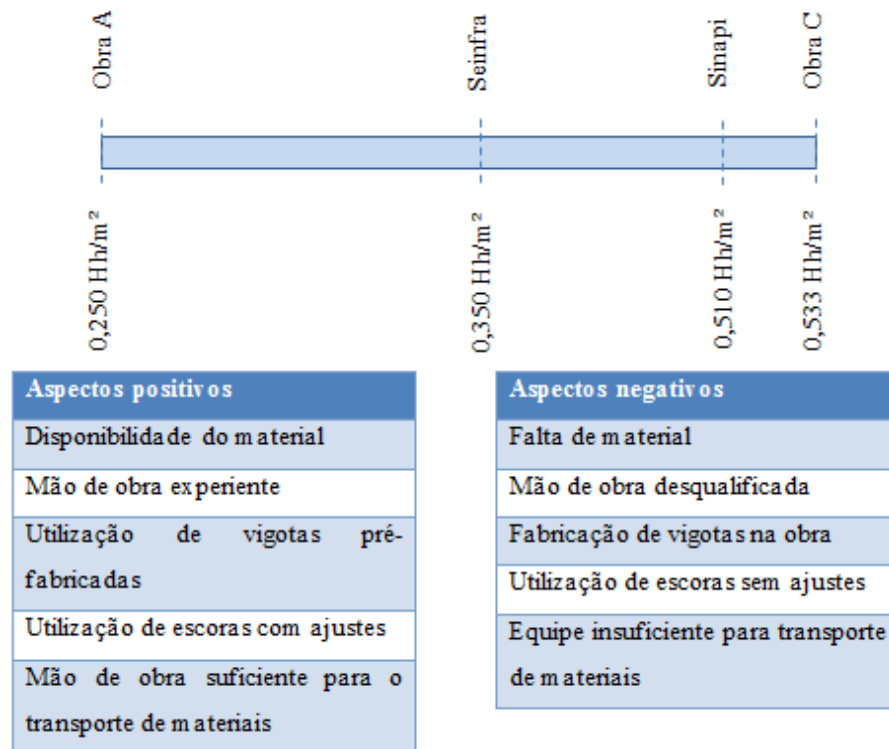 Obra A
Seinfra
Sinapi
Obra C
0,250 Hh/m²
0,350 Hh/m²
0,510 Hh/m²
0,533 Hh/m²
Aspectos positivos
Disponibilidade do material
Mão de obra experiente
Utilização de vigotas pré-
fabricadas
Utilização de escoras com ajustes
Mão de obra suficiente para o
transporte de materiais
Aspectos negativos
Falta de material
Mão de obra desqualificada
Fabricação de vigotas na obra
Utilização de escoras sem ajustes
Equipe insuficiente para transporte
de materiais